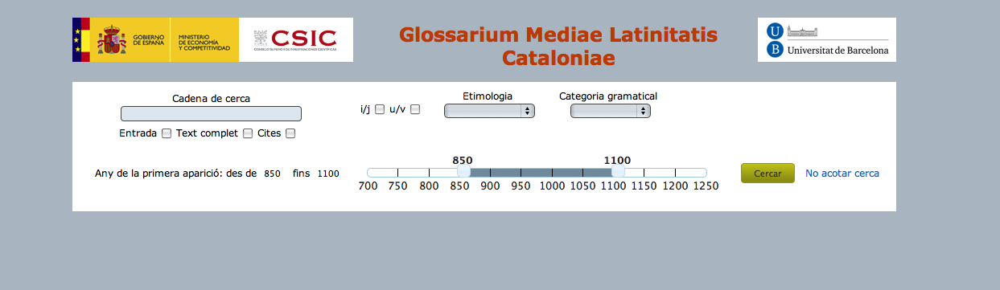 GOBIERNO
DE ESPAÑA
MINISTERIO
DE ECONOMÍA
Y COMPETITIVIDAD
CSIC
CONSEJO SUPERIOR DE INVESTIGACIONES CIENTÍFICAS
Glossarium Mediae Latinitatis
Cataloniae
U
B
Universitat de Barcelona
Cadena de cerca
i/j u/v
Etimologia
Categoria gramatical
Entrada Text complet Cites
Any de la primera aparició: des de 850 fins 1100
850 1100
700 750 800 850 900 950 1000 1050 1100 1150 1200 1250
Cercar
No acotar cerca